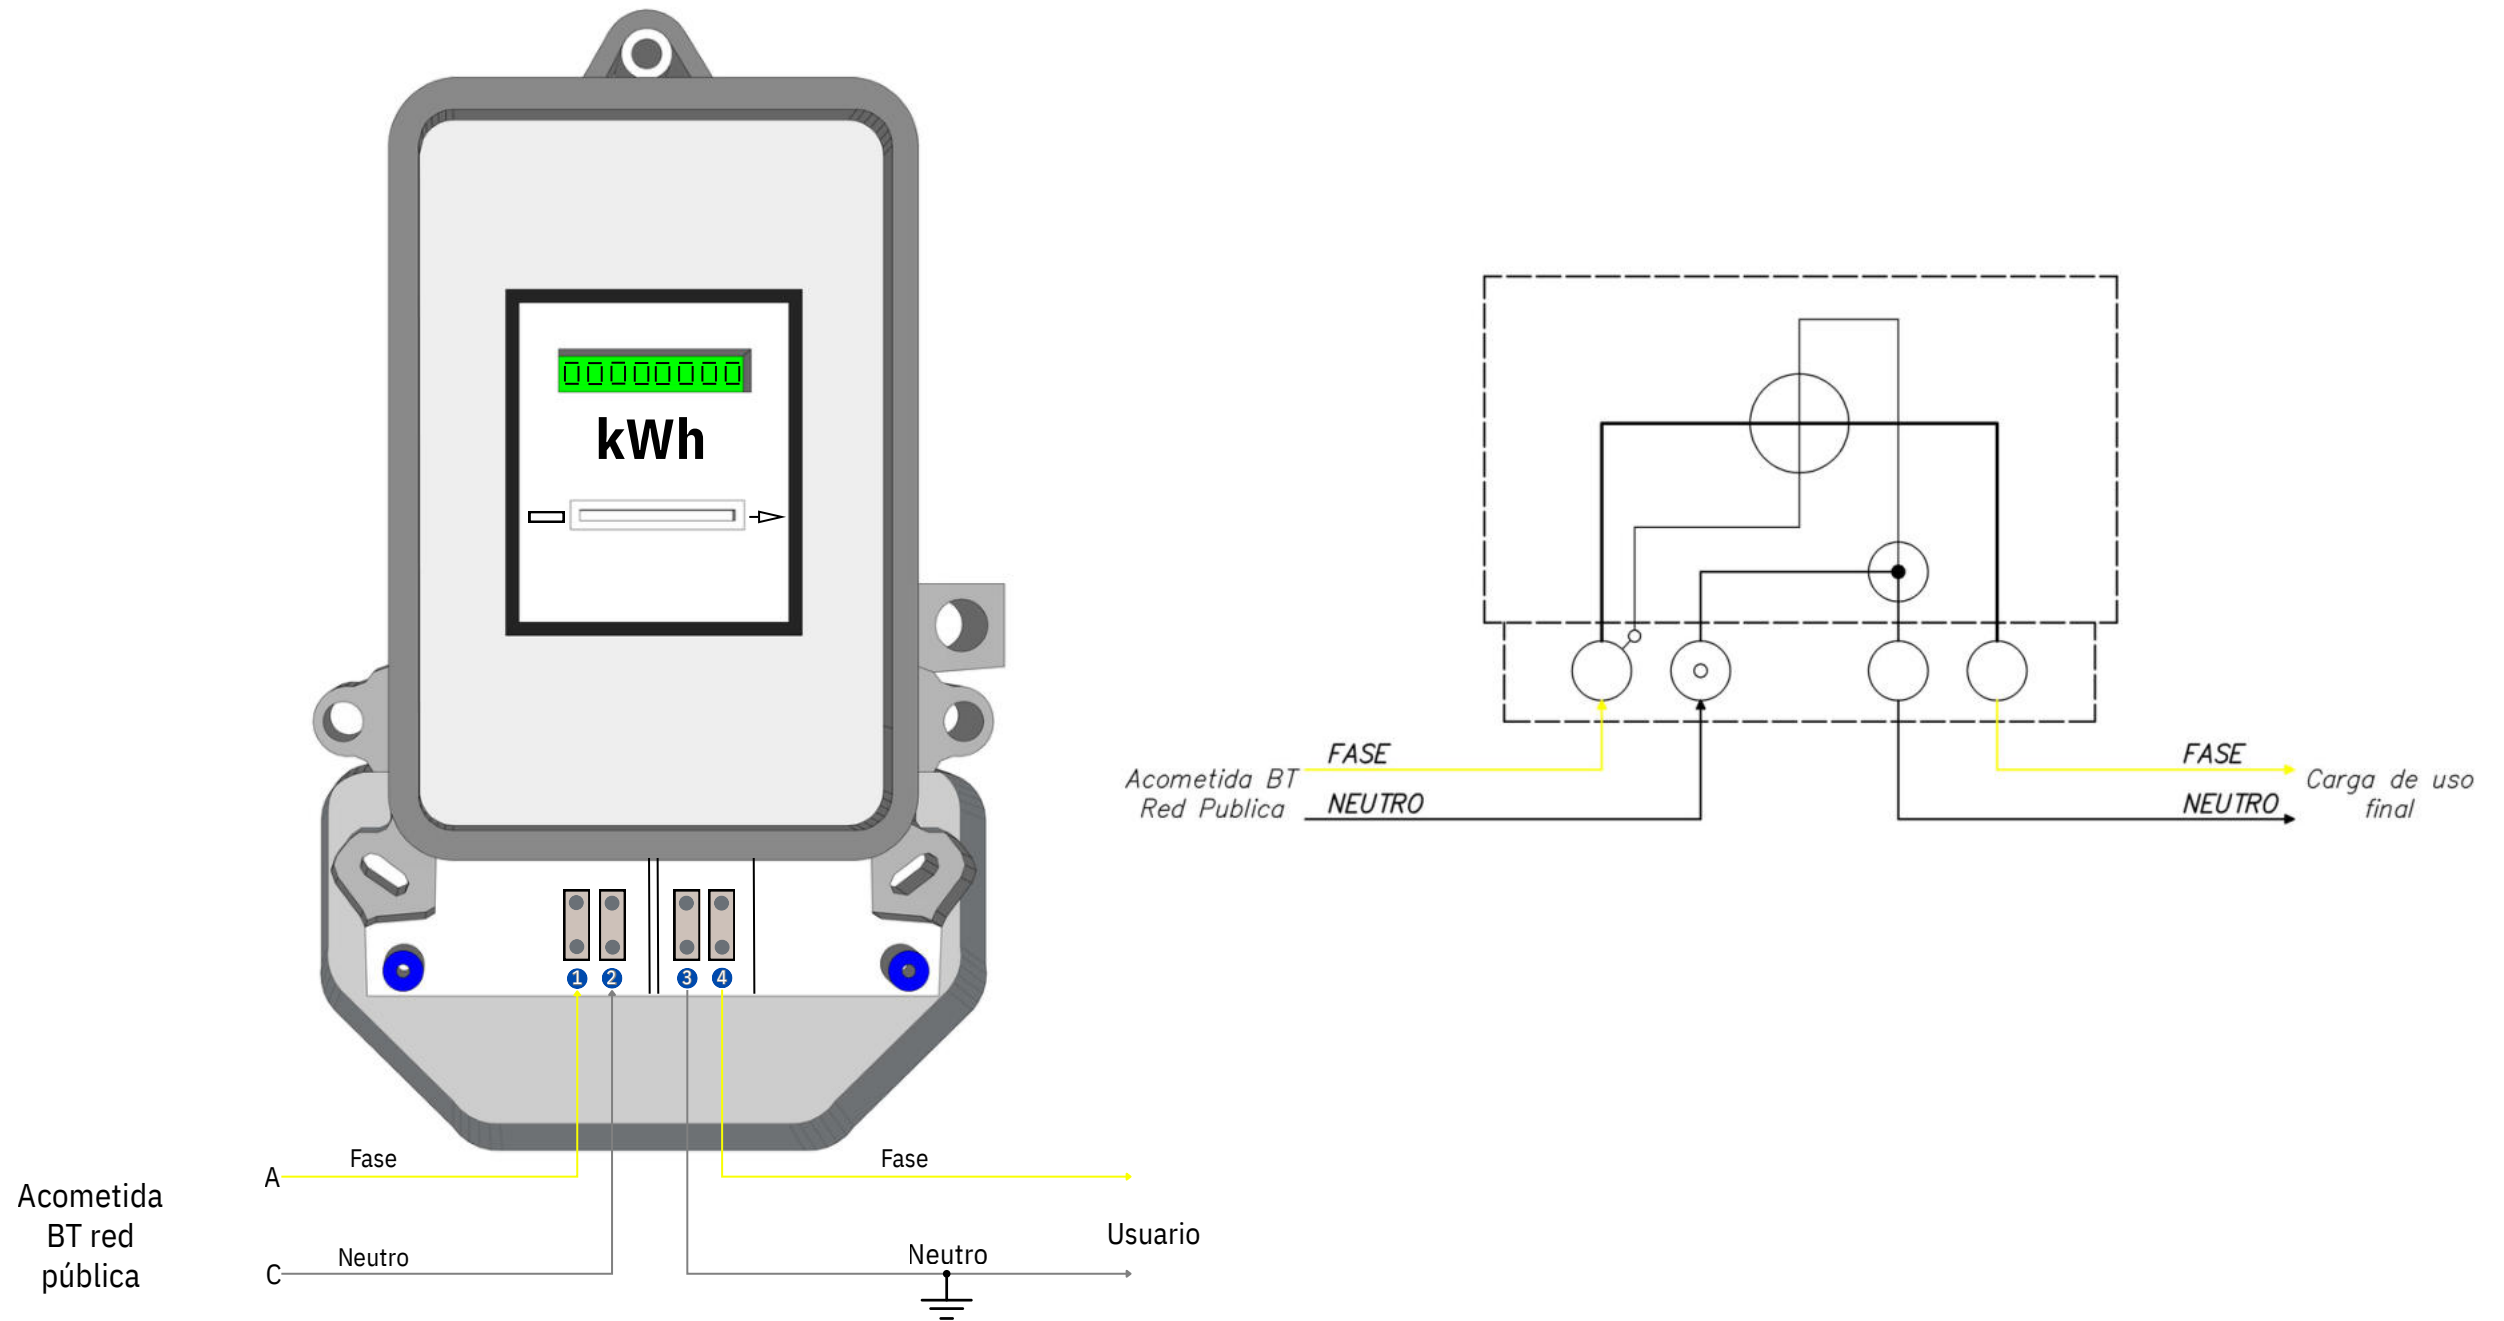 00000000
kWh
1 2 3 4
A
Fase
Fase
Acometida
BT red
pública
C
Neutro
Neutro
Usuario
FASE
FASE
Acometida BT
Red Publica
NEUTRO
NEUTRO
Carga de uso
final